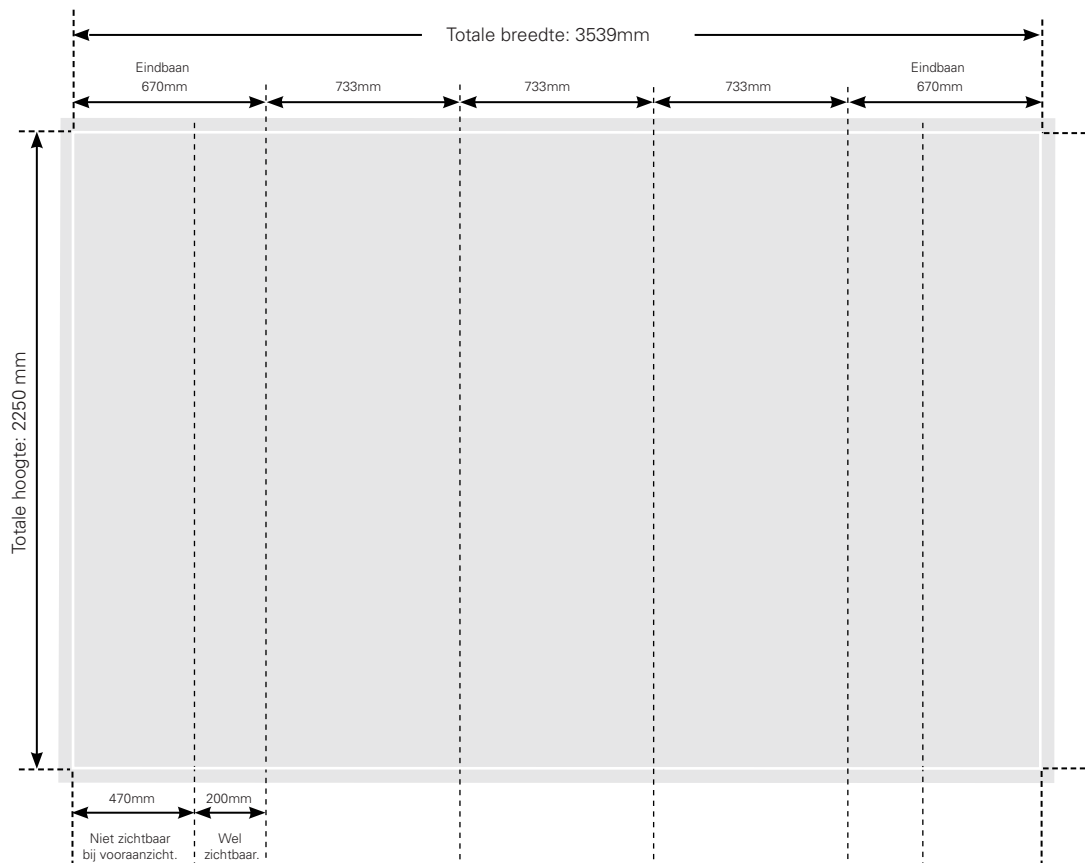 Totale breedte: 3539mm
Eindbaan
670mm
733mm
733mm
733mm
Eindbaan
670mm
Totale hoogte: 2250 mm
470mm
200mm
Niet zichtbaar
bij vooraanzicht.
Wel
zichtbaar.